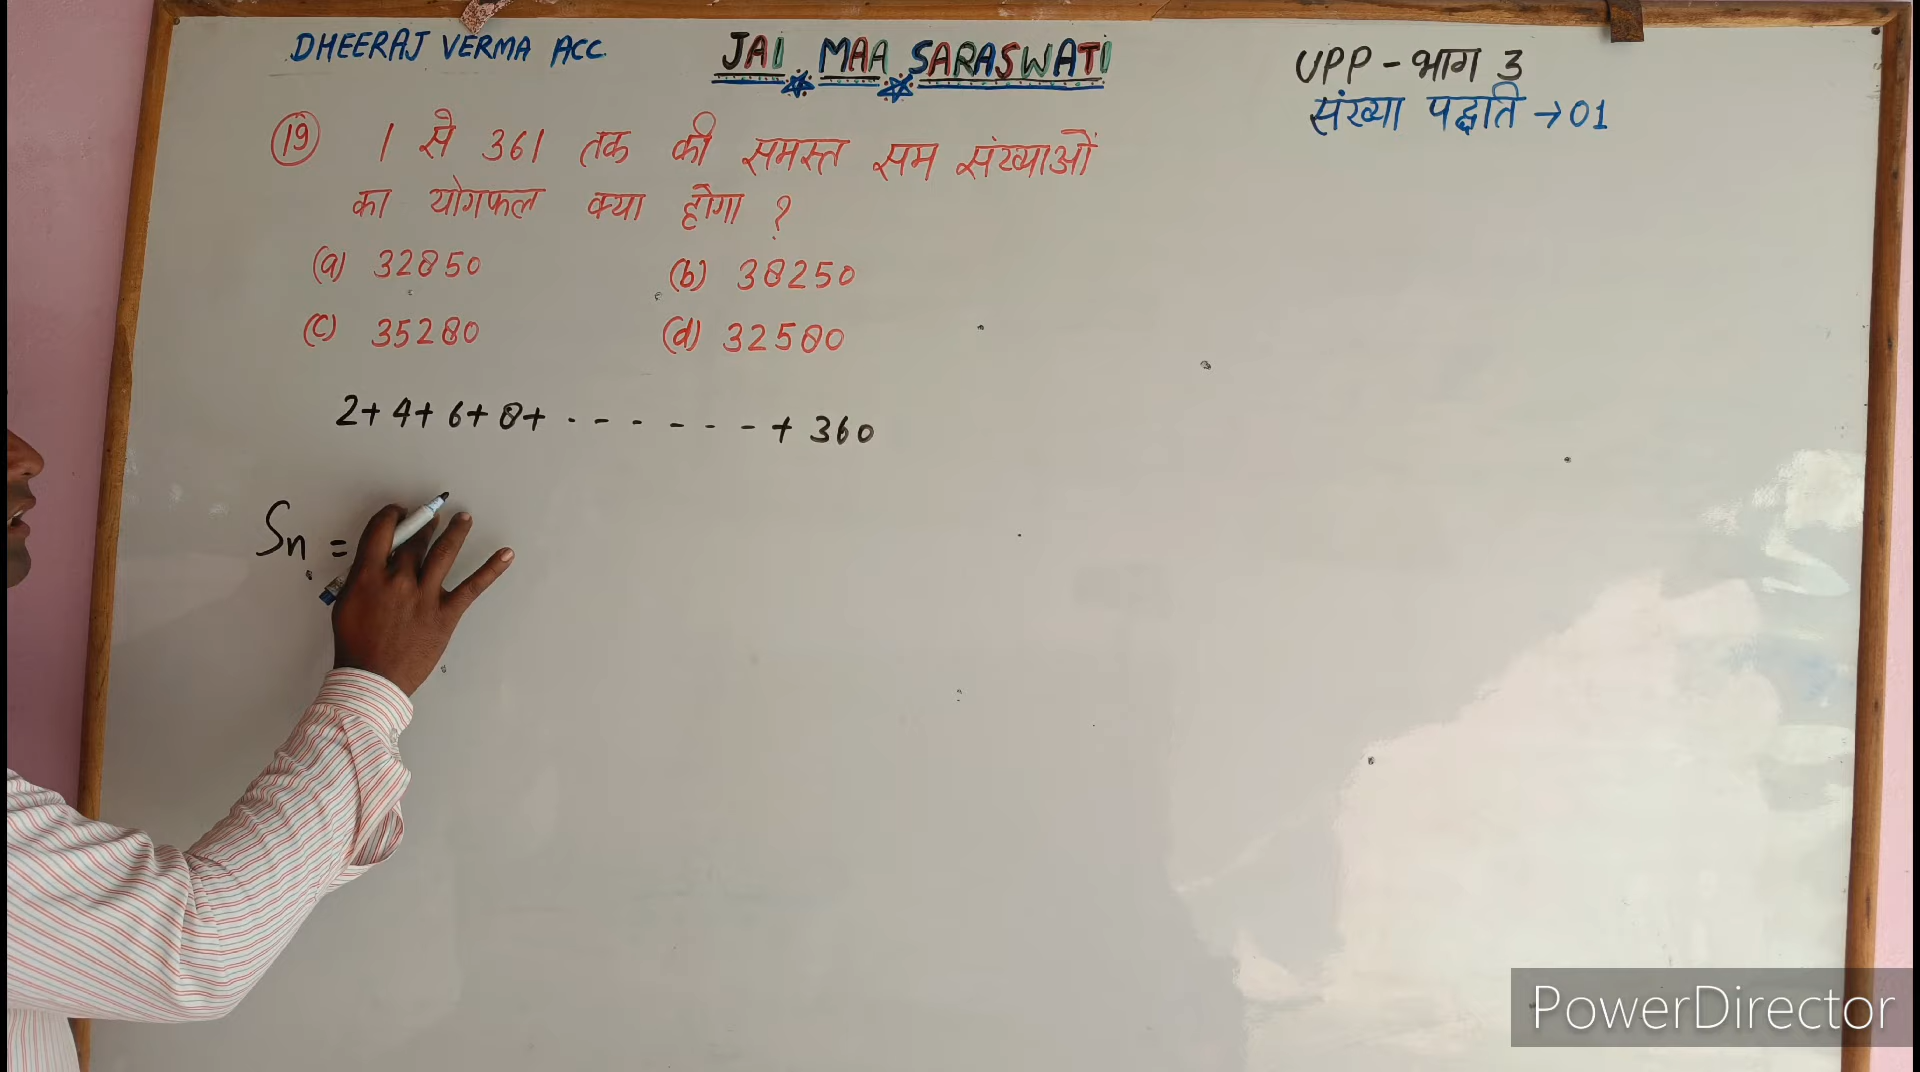 DHEERAJ VERMA ACC.
JAI MAA SARASWATI
UPP - भाग 3
संख्या पद्धति → 01
(19) 1 से 361 तक की समस्त सम संख्याओं
का योगफल क्या होगा ?
(a) 32850
(b) 38250
(c) 35280
(d) 32580
2+ 4+ 6+ 8+ · - - - - - + 360
Sn =
PowerDirector